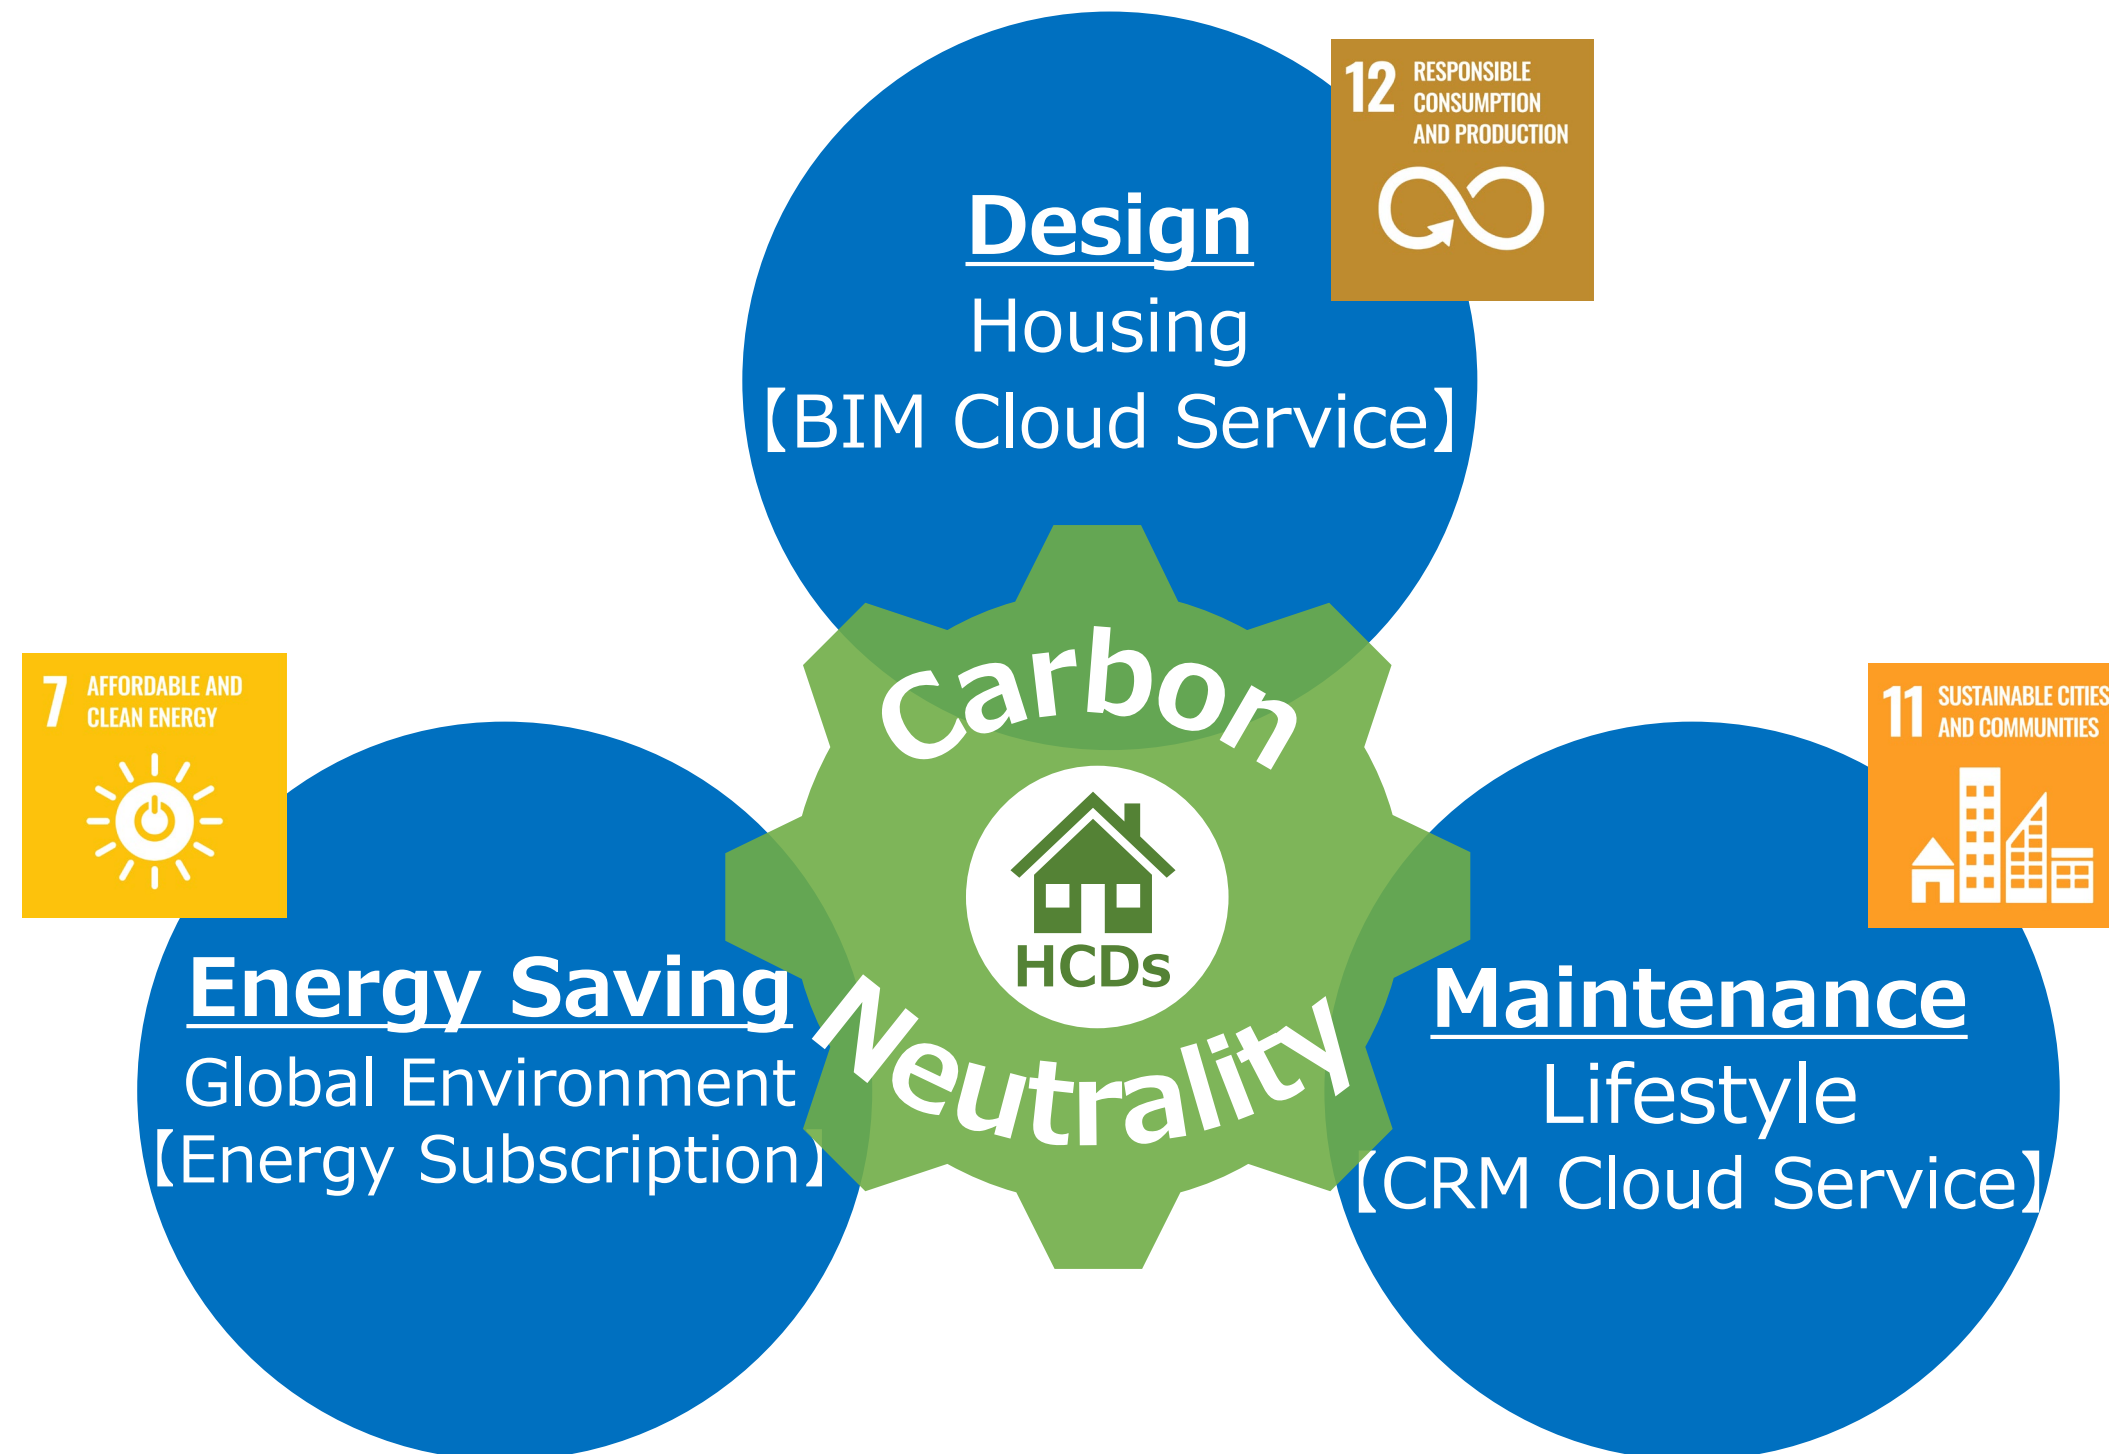 12 RESPONSIBLE
CONSUMPTION
AND PRODUCTION
Design
Housing
【BIM Cloud Service】
Carbon
Neutrality
HCDs
7 AFFORDABLE AND
CLEAN ENERGY
Energy Saving
Global Environment
【Energy Subscription】
11 SUSTAINABLE CITIES
AND COMMUNITIES
Maintenance
Lifestyle
【CRM Cloud Service】